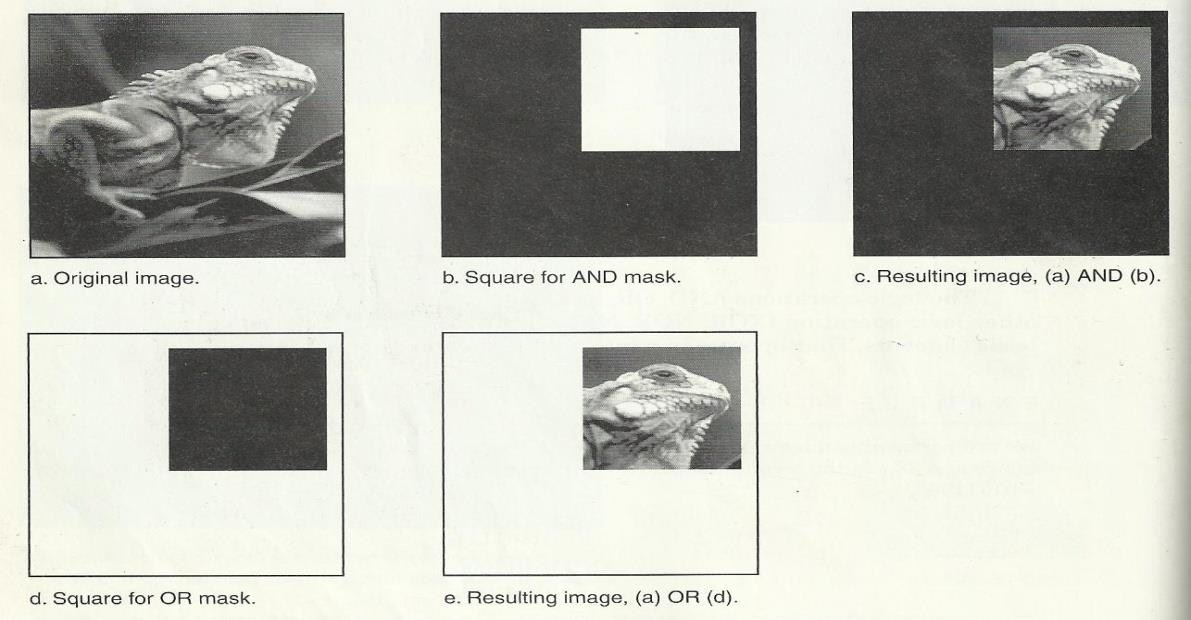 a. Original image.
b. Square for AND mask.
c. Resulting image, (a) AND (b).
d. Square for OR mask.
e. Resulting image, (a) OR (d).